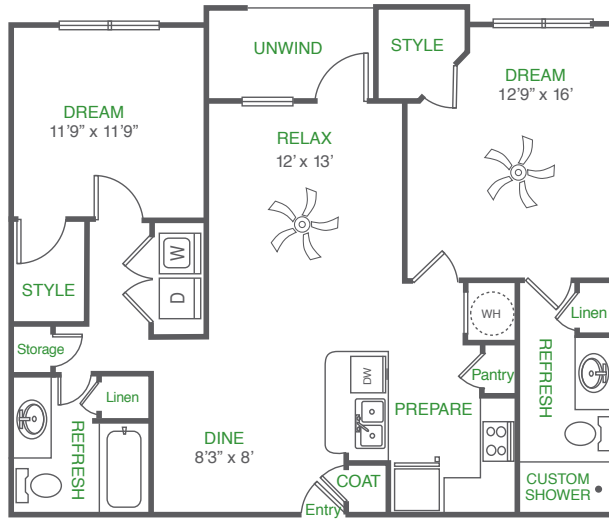 UNWIND
STYLE
DREAM
11'9" x 11'9"
DREAM
12'9" x 16'
RELAX
12' x 13'
W
D
STYLE
WH
Linen
Storage
Linen
DW
Pantry
REFRESH
PREPARE
REFRESH
DINE
8'3" x 8'
COAT
Entry
CUSTOM
SHOWER